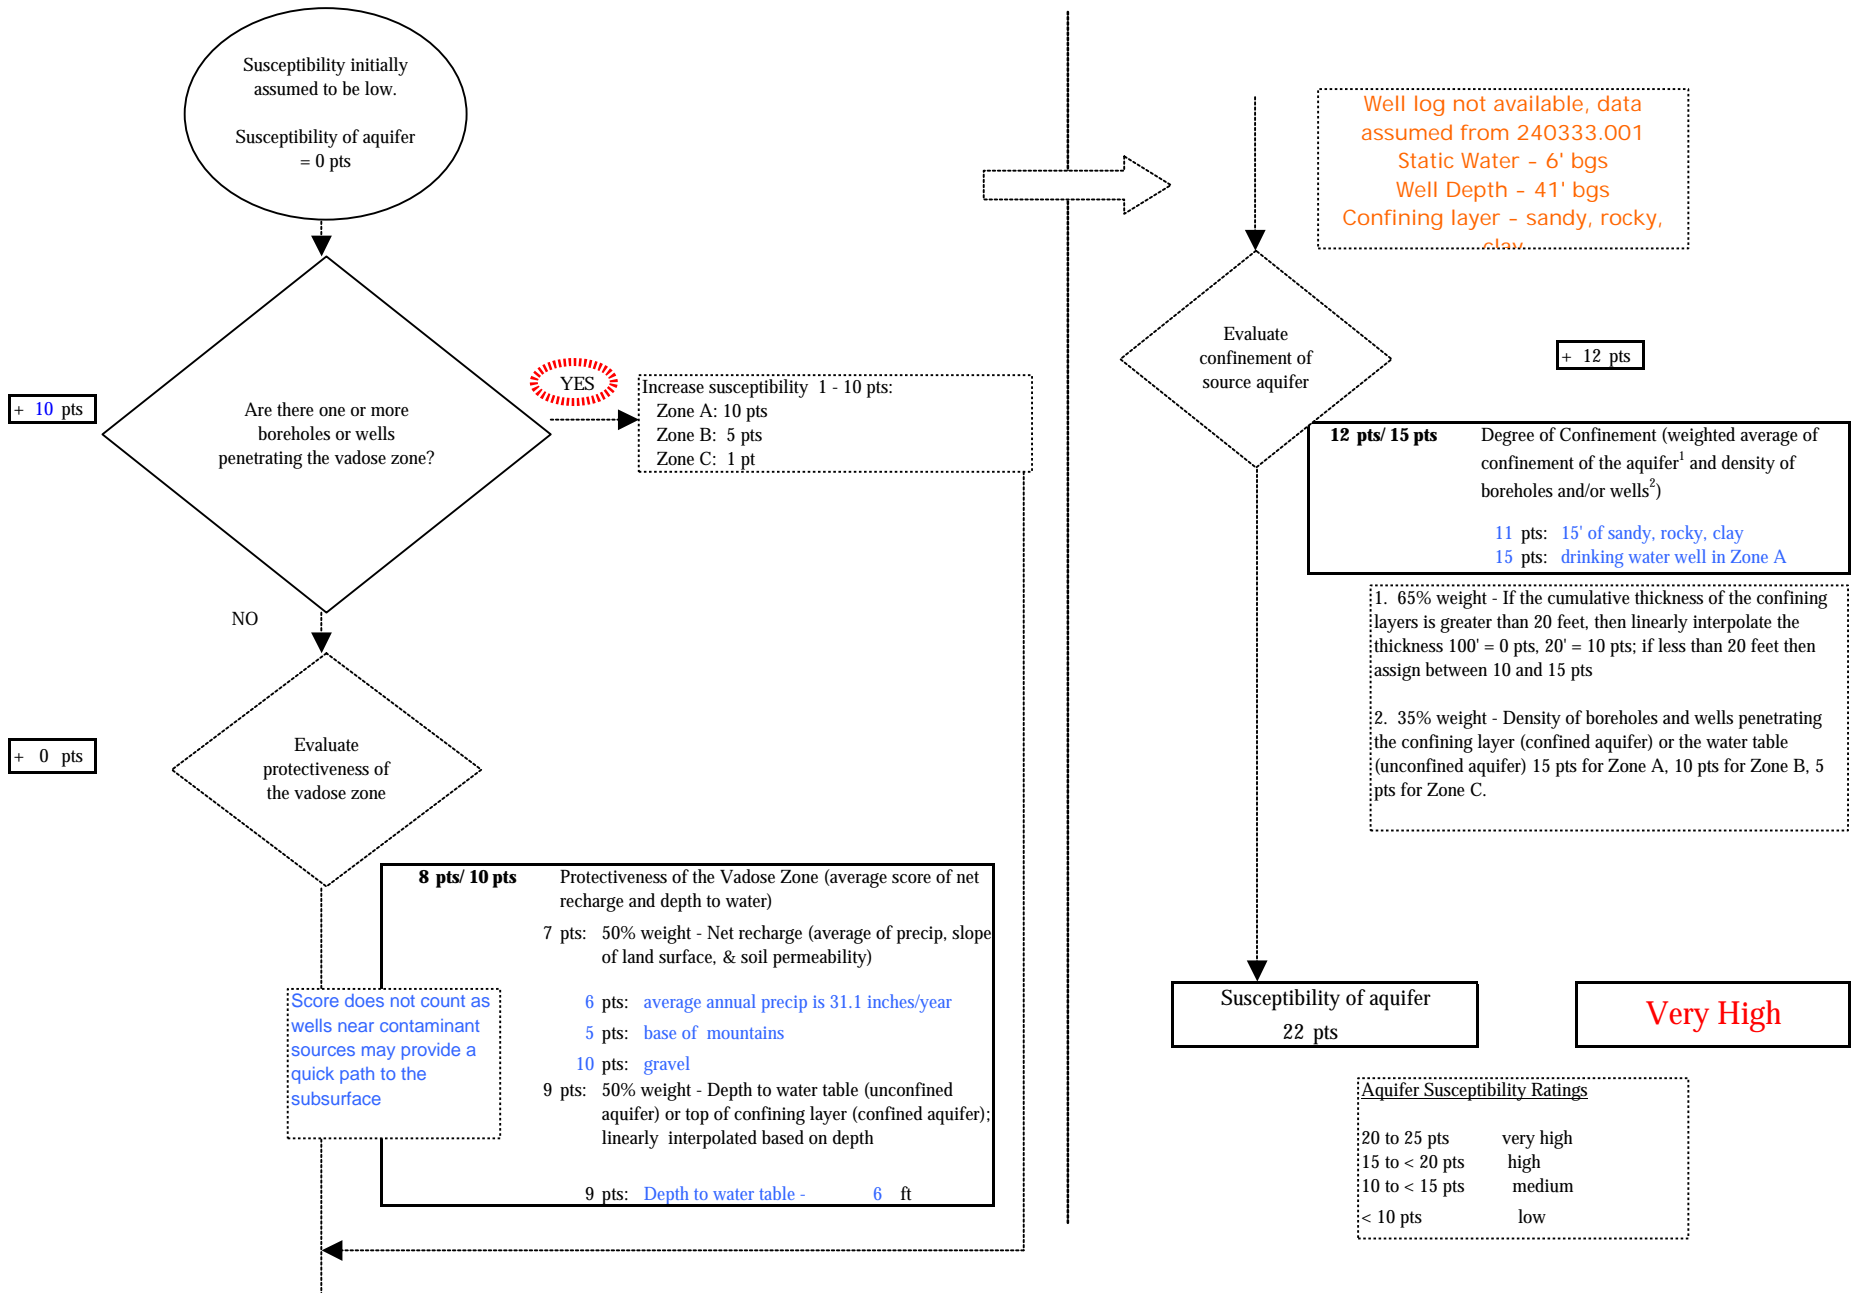 Susceptibility initially
assumed to be low.
Susceptibility of aquifer
= 0 pts
+ 10 pts
Are there one or more
boreholes or wells
penetrating the vadose zone?
YES
Increase susceptibility 1 - 10 pts:
Zone A: 10 pts
Zone B: 5 pts
Zone C: 1 pt
NO
+ 0 pts
Evaluate
protectiveness of
the vadose zone
8 pts/ 10 pts Protectiveness of the Vadose Zone (average score of net
recharge and depth to water)
7 pts: 50% weight - Net recharge (average of precip, slope
of land surface, & soil permeability)
6 pts: average annual precip is 31.1 inches/year
5 pts: base of mountains
10 pts: gravel
9 pts: 50% weight - Depth to water table (unconfined
aquifer) or top of confining layer (confined aquifer);
linearly interpolated based on depth
9 pts: Depth to water table - 6 ft
Score does not count as
wells near contaminant
sources may provide a
quick path to the
subsurface
Well log not available, data
assumed from 240333.001
Static Water - 6' bgs
Well Depth - 41' bgs
Confining layer - sandy, rocky,
clay
Evaluate
confinement of
source aquifer
+ 12 pts
12 pts/ 15 pts Degree of Confinement (weighted average of
confinement of the aquifer1 and density of
boreholes and/or wells2)
11 pts: 15' of sandy, rocky, clay
15 pts: drinking water well in Zone A
1. 65% weight - If the cumulative thickness of the confining
layers is greater than 20 feet, then linearly interpolate the
thickness 100' = 0 pts, 20' = 10 pts; if less than 20 feet then
assign between 10 and 15 pts
2. 35% weight - Density of boreholes and wells penetrating
the confining layer (confined aquifer) or the water table
(unconfined aquifer) 15 pts for Zone A, 10 pts for Zone B, 5
pts for Zone C.
Susceptibility of aquifer
22 pts
Very High
Aquifer Susceptibility Ratings
20 to 25 pts very high
15 to < 20 pts high
10 to < 15 pts medium
< 10 pts low